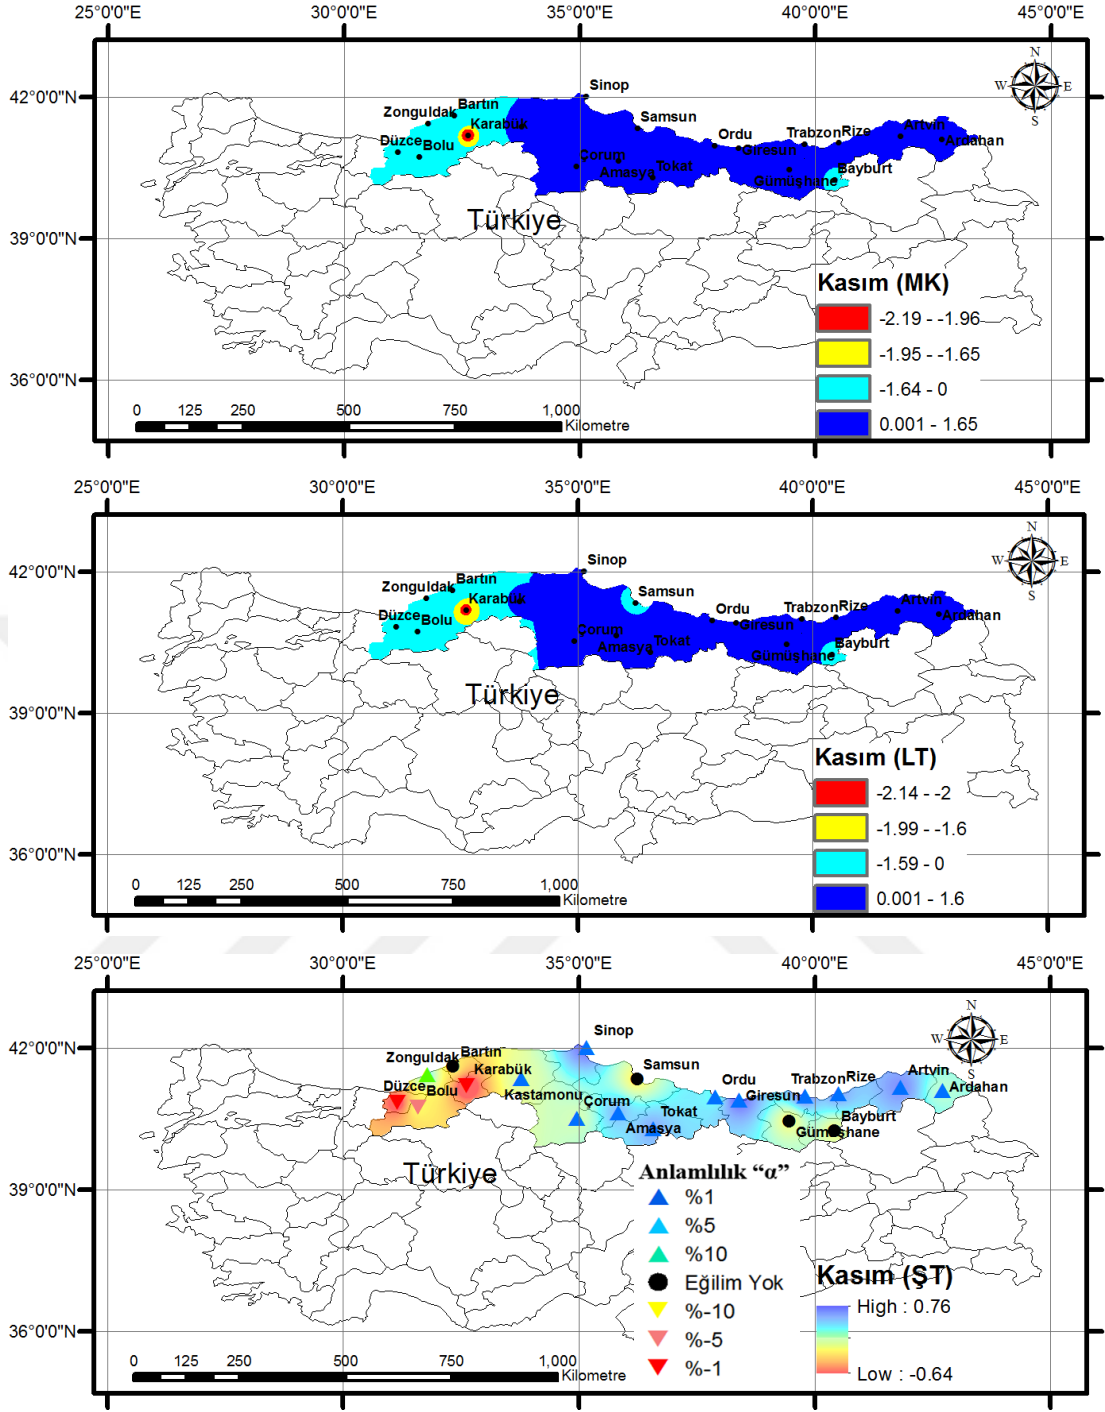 25°0'0"E 30°0'0"E 35°0'0"E 40°0'0"E 45°0'0"E
N
W E
S
42°0'0"N
39°0'0"N
36°0'0"N
Sinop
Bartın
Zonguldak
Karabük
Samsun
Düzce
Bolu
Ordu
Trabzon
Rize
Artvin
Ardahan
Giresun
Çorum
Amasya
Tokat
Gümüşhane
Bayburt
Türkiye
Kasım (MK)
-2.19 - -1.96
-1.95 - -1.65
-1.64 - 0
0.001 - 1.65
0 125 250 500 750 1,000
Kilometre
25°0'0"E 30°0'0"E 35°0'0"E 40°0'0"E 45°0'0"E
N
W E
S
42°0'0"N
39°0'0"N
36°0'0"N
Sinop
Bartın
Zonguldak
Karabük
Samsun
Düzce
Bolu
Ordu
Trabzon
Rize
Artvin
Ardahan
Giresun
Çorum
Amasya
Tokat
Gümüşhane
Bayburt
Türkiye
Kasım (LT)
-2.14 - -2
-1.99 - -1.6
-1.59 - 0
0.001 - 1.6
0 125 250 500 750 1,000
Kilometre
25°0'0"E 30°0'0"E 35°0'0"E 40°0'0"E 45°0'0"E
N
W E
S
42°0'0"N
39°0'0"N
36°0'0"N
Sinop
Bartın
Zonguldak
Karabük
Samsun
Düzce
Bolu
Kastamonu
Ordu
Trabzon
Rize
Artvin
Ardahan
Giresun
Çorum
Amasya
Tokat
Gümüşhane
Bayburt
Türkiye
Anlamlılık “α”
%1
%5
%10
Eğilim Yok
%-10
%-5
%-1
Kasım (ŞT)
High : 0.76
Low : -0.64
0 125 250 500 750 1,000
Kilometre